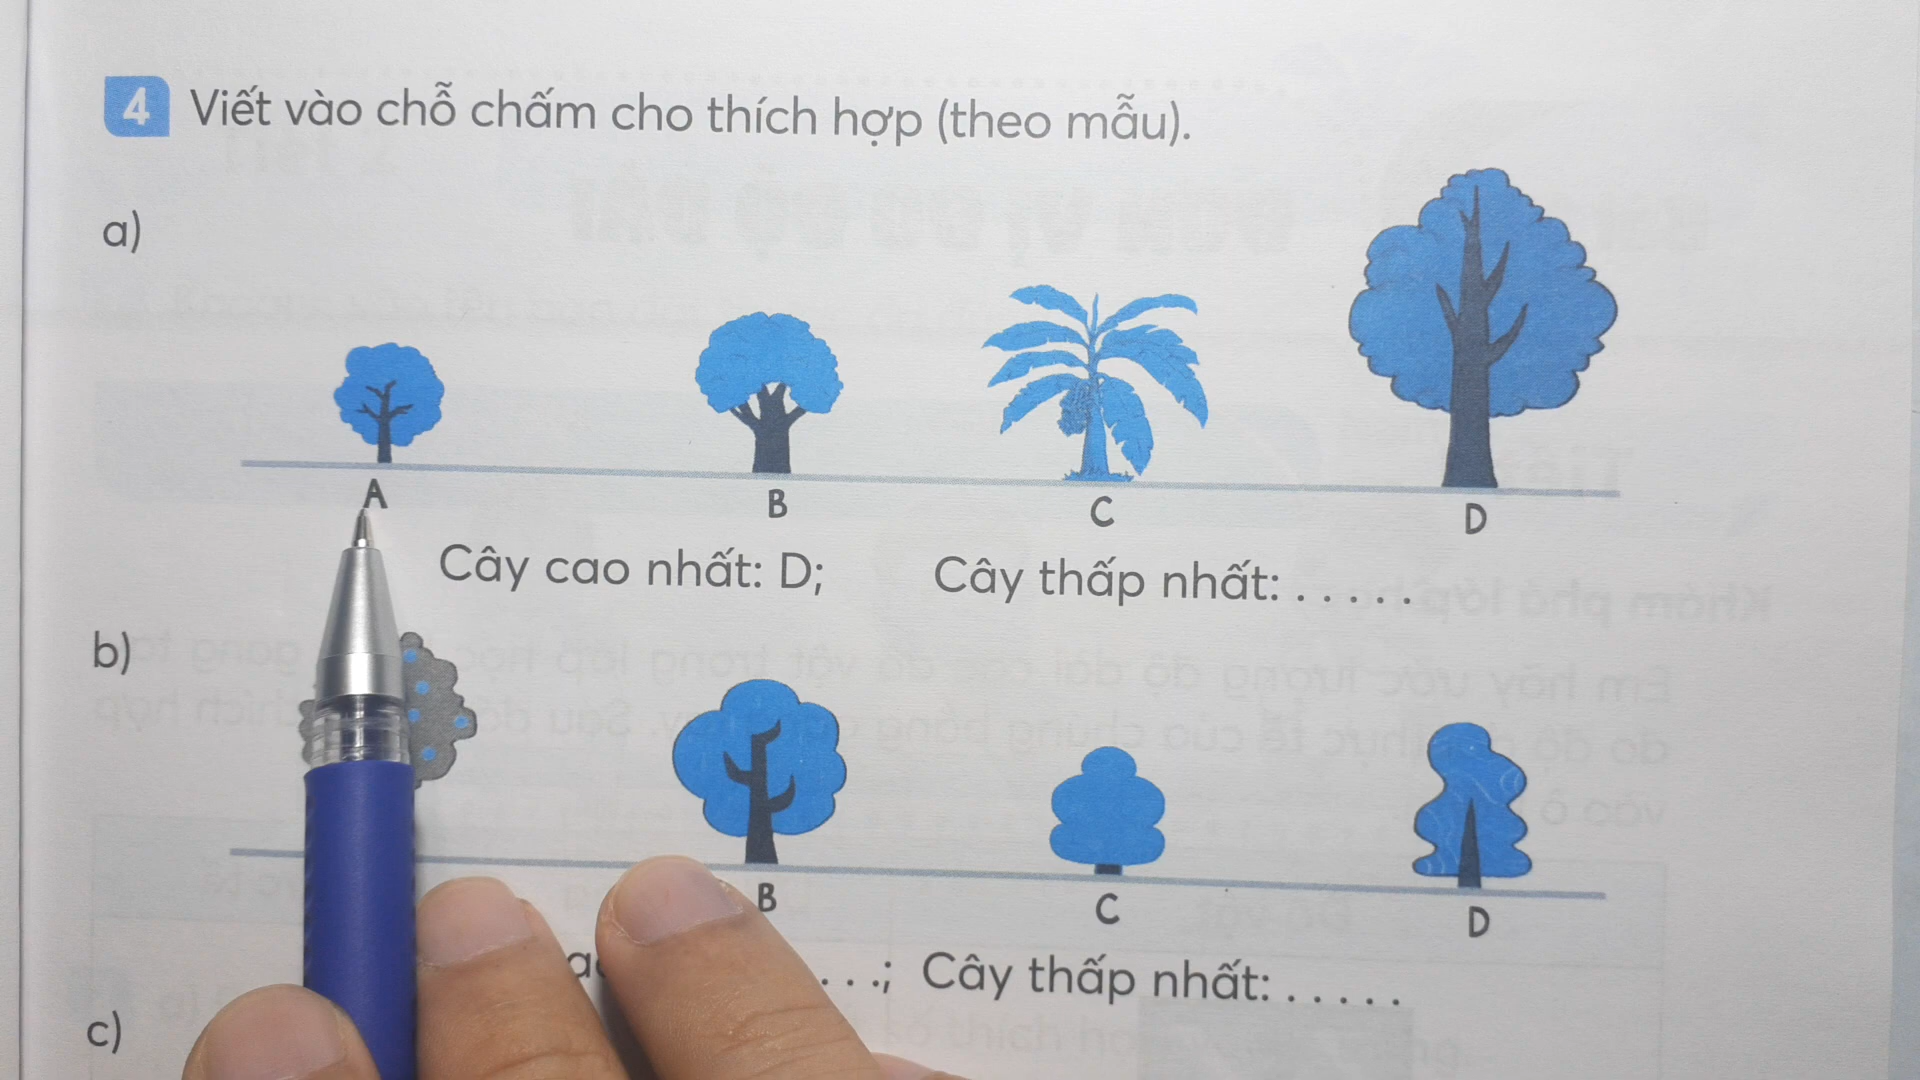 4 Viết vào chỗ chấm cho thích hợp (theo mẫu).
a)
A B C D
Cây cao nhất: D; Cây thấp nhất: . . . . .
b)
B C D
. . .; Cây thấp nhất: . . . . .
c)